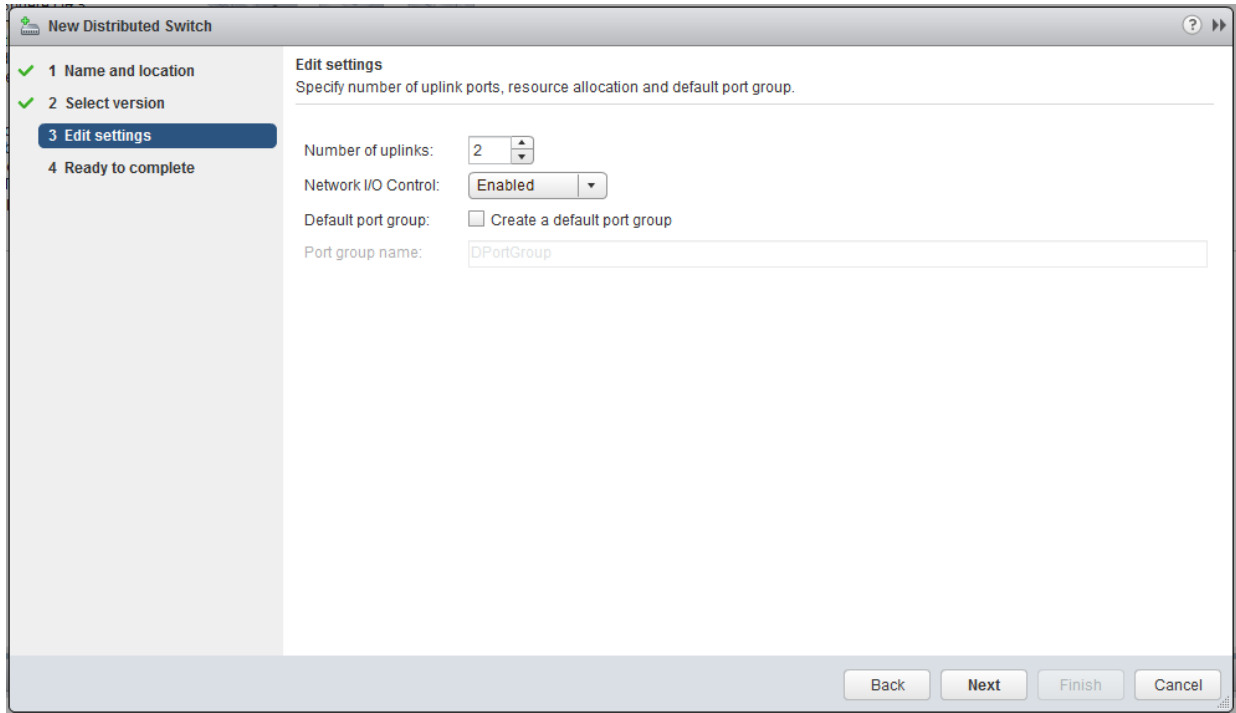 New Distributed Switch
1 Name and location
2 Select version
3 Edit settings
4 Ready to complete
Edit settings
Specify number of uplink ports, resource allocation and default port group.
Number of uplinks: 2
Network I/O Control: Enabled
Default port group: Create a default port group
Port group name: DPortGroup
Back Next Finish Cancel